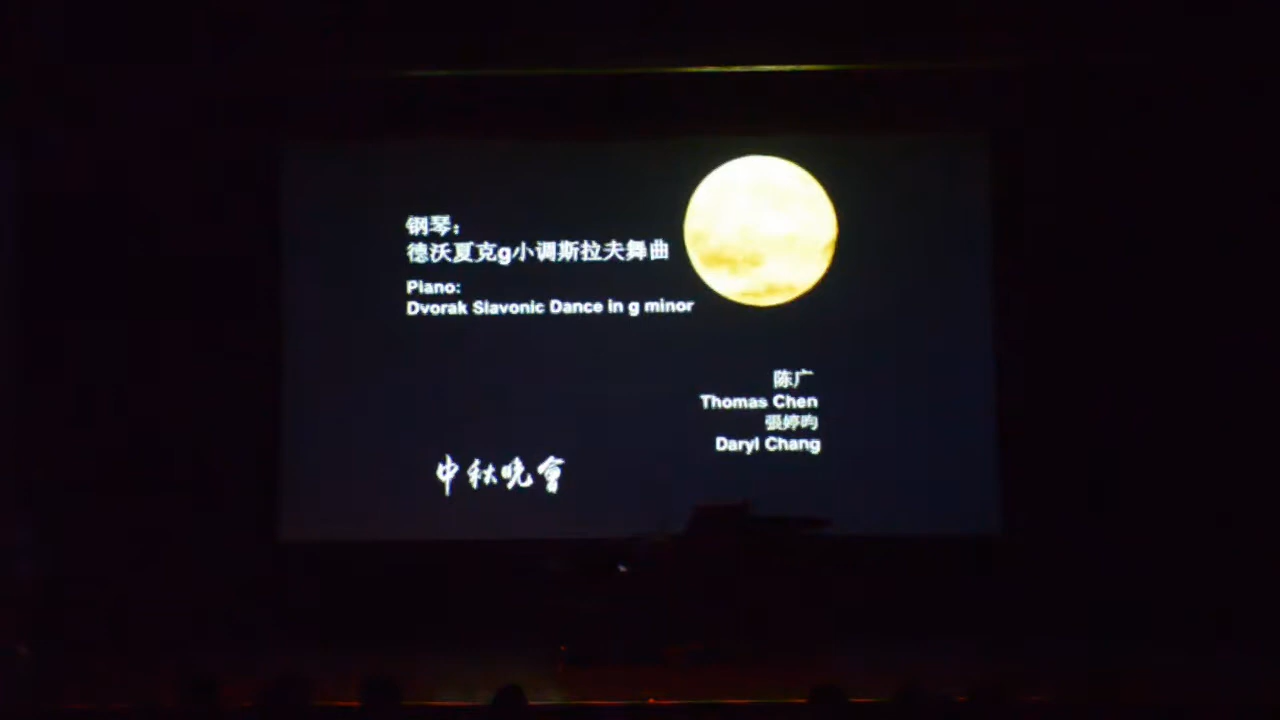 钢琴:
德沃夏克g小调斯拉夫舞曲
Piano:
Dvorak Slavonic Dance in g minor
陈广
Thomas Chen
張婷昀
Daryl Chang
中秋晚會